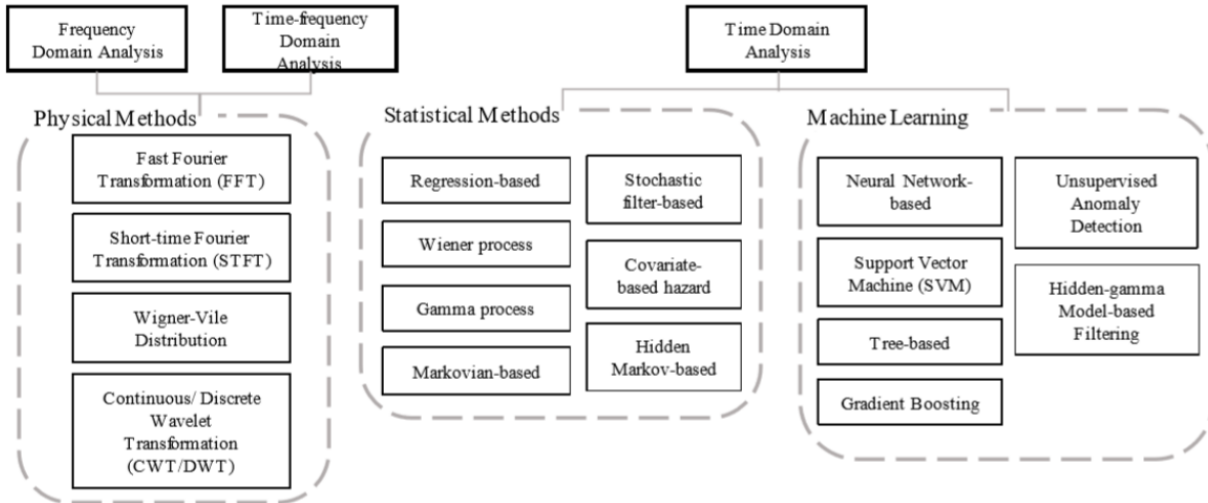 Frequency
Domain Analysis
Time-frequency
Domain
Analysis
Time Domain
Analysis
Physical Methods
Fast Fourier
Transformation (FFT)
Short-time Fourier
Transformation (STFT)
Wigner-Vile
Distribution
Continuous/ Discrete
Wavelet
Transformation
(CWT/DWT)
Statistical Methods
Regression-based
Wiener process
Gamma process
Markovian-based
Stochastic
filter-based
Covariate-
based hazard
Hidden
Markov-based
Machine Learning
Neural Network-
based
Support Vector
Machine (SVM)
Tree-based
Gradient Boosting
Unsupervised
Anomaly
Detection
Hidden-gamma
Model-based
Filtering